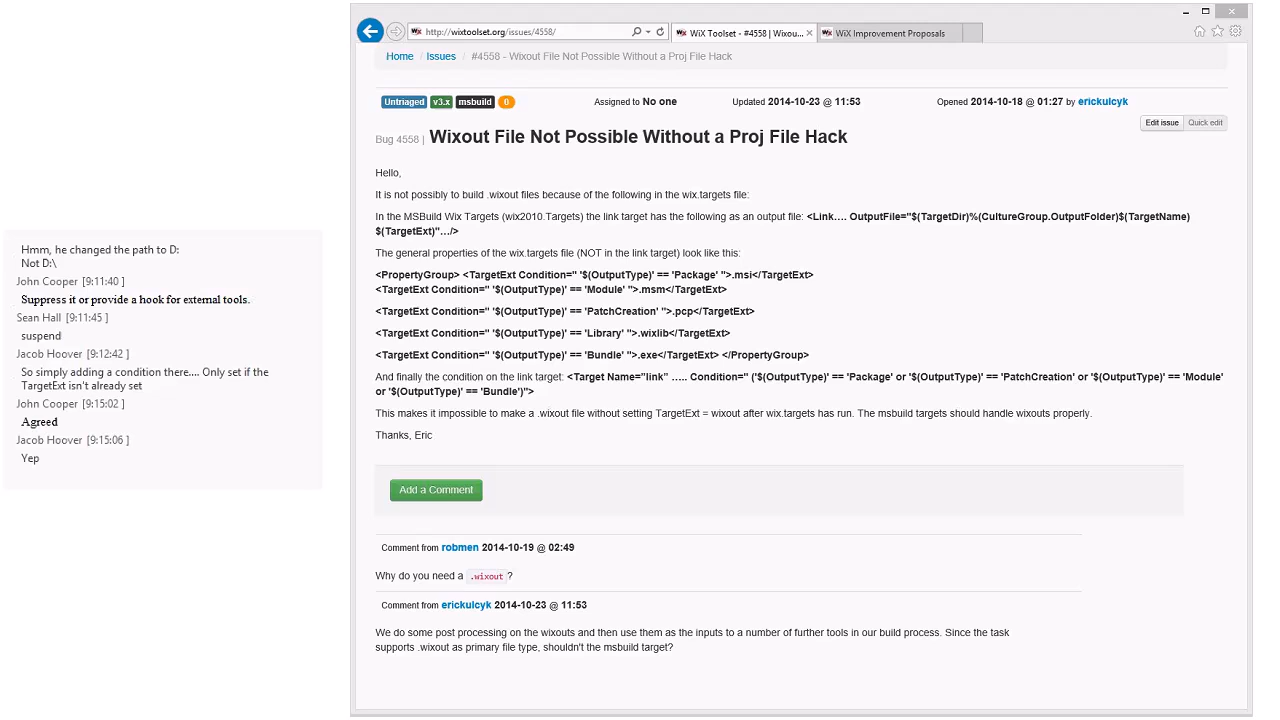 Hmm, he changed the path to D:
Not D:\
John Cooper [9:11:40 ]
Suppress it or provide a hook for external tools.
Sean Hall [9:11:45 ]
suspend
Jacob Hoover [9:12:42 ]
So simply adding a condition there.... Only set if the
TargetExt isn't already set
John Cooper [9:15:02 ]
Agreed
Jacob Hoover [9:15:06 ]
Yep
http://wixtoolset.org/issues/4558/
WiX Toolset - #4558 | Wixou...
WiX Improvement Proposals
Home / Issues / #4558 - Wixout File Not Possible Without a Proj File Hack
Untriaged v3.x msbuild 0 Assigned to No one Updated 2014-10-23 @ 11:53 Opened 2014-10-18 @ 01:27 by erickulcyk
Edit issue Quick edit
Bug 4558 | Wixout File Not Possible Without a Proj File Hack
Hello,
It is not possibly to build .wixout files because of the following in the wix.targets file:
In the MSBuild Wix Targets (wix2010.Targets) the link target has the following as an output file: <Link.... OutputFile="$(TargetDir)%(CultureGroup.OutputFolder)$(TargetName)
$(TargetExt)".../>
The general properties of the wix.targets file (NOT in the link target) look like this:
<PropertyGroup> <TargetExt Condition=" '$(OutputType)' == 'Package' ">.msi</TargetExt>
<TargetExt Condition=" '$(OutputType)' == 'Module' ">.msm</TargetExt>
<TargetExt Condition=" '$(OutputType)' == 'PatchCreation' ">.pcp</TargetExt>
<TargetExt Condition=" '$(OutputType)' == 'Library' ">.wixlib</TargetExt>
<TargetExt Condition=" '$(OutputType)' == 'Bundle' ">.exe</TargetExt> </PropertyGroup>
And finally the condition on the link target: <Target Name="link" ..... Condition=" ('$(OutputType)' == 'Package' or '$(OutputType)' == 'PatchCreation' or '$(OutputType)' == 'Module'
or '$(OutputType)' == 'Bundle')">
This makes it impossible to make a .wixout file without setting TargetExt = wixout after wix.targets has run. The msbuild targets should handle wixouts properly.
Thanks, Eric
Add a Comment
Comment from robmen 2014-10-19 @ 02:49
Why do you need a .wixout ?
Comment from erickulcyk 2014-10-23 @ 11:53
We do some post processing on the wixouts and then use them as the inputs to a number of further tools in our build process. Since the task
supports .wixout as primary file type, shouldn't the msbuild target?